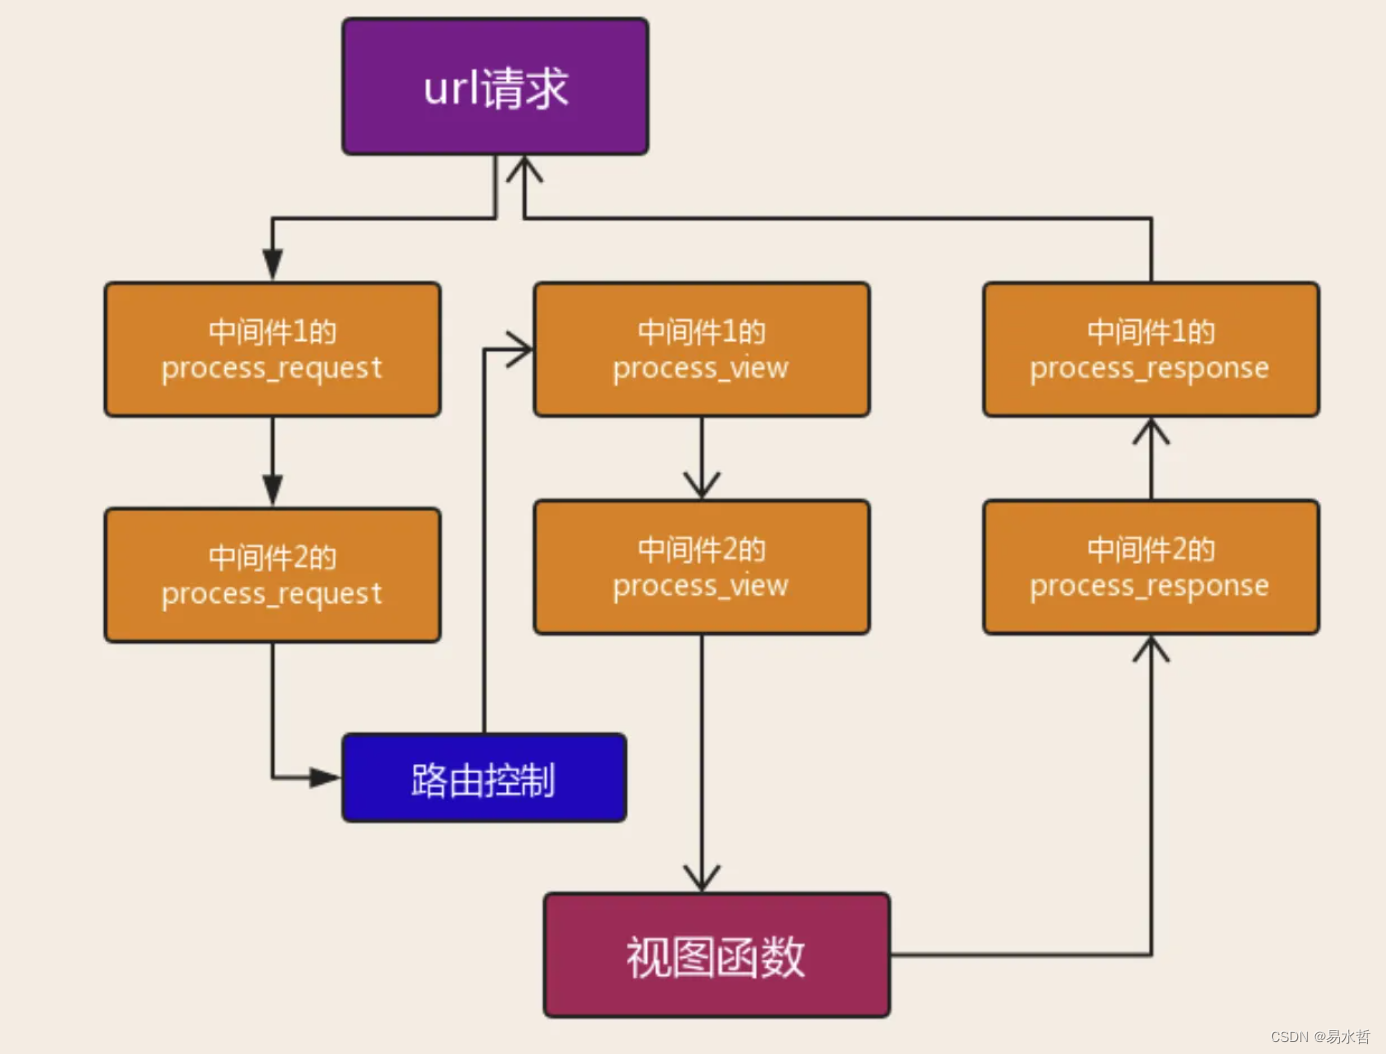 url请求
中间件1的
process_request
中间件1的
process_view
中间件1的
process_response
中间件2的
process_request
中间件2的
process_view
中间件2的
process_response
路由控制
视图函数
CSDN @易水哲